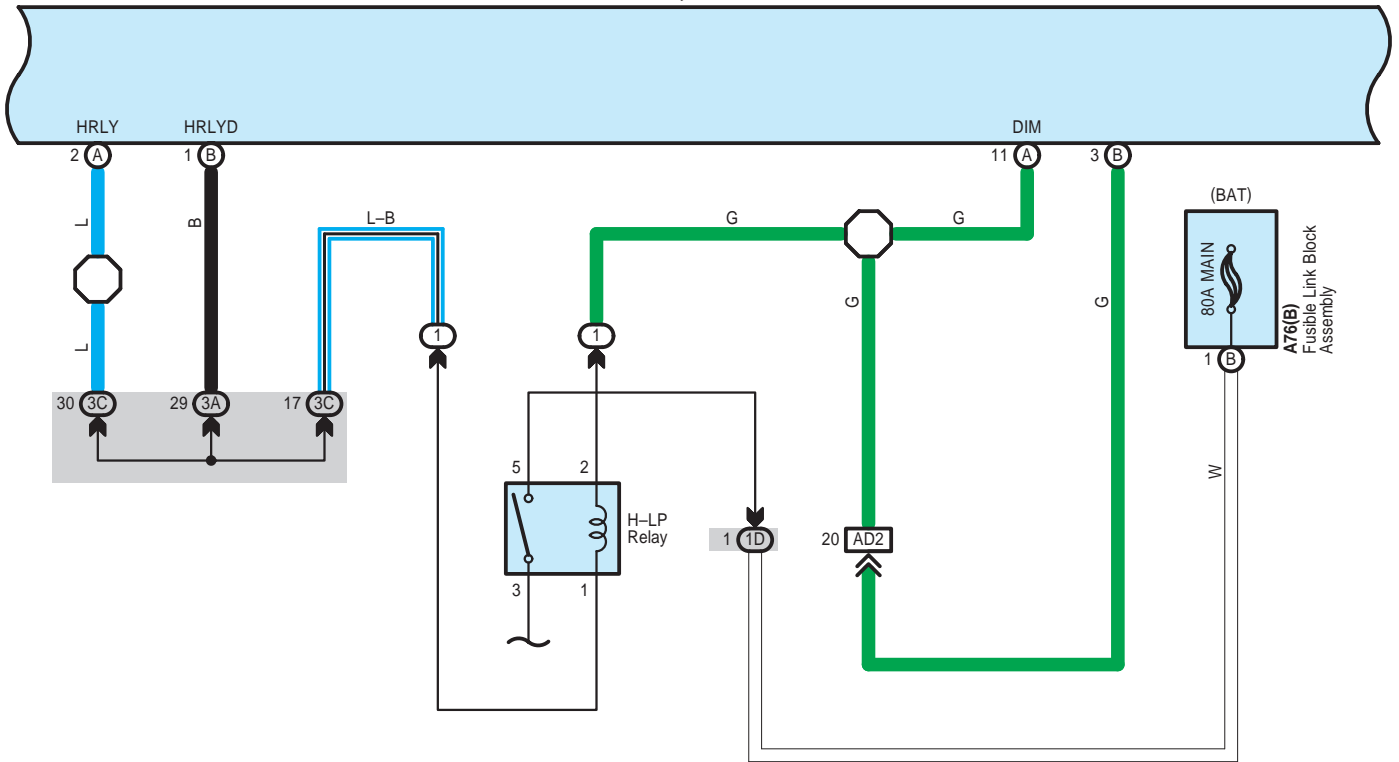 HRLY
HRLYD
DIM
2 A
1 B
11 A
3 B
(BAT)
L
B
L–B
G
G
G
G
80A MAIN
A76(B)
Fusible Link Block
Assembly
1 B
1
1
L
30 3C
29 3A
17 3C
5
2
H–LP
Relay
3
1
1 1D
20 AD2
W